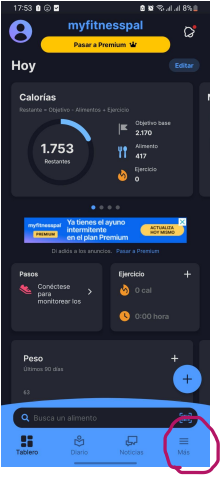 17:53
8%
myfitnesspal
Pasar a Premium
Hoy
Editar
Calorías
Restante = Objetivo - Alimentos + Ejercicio
1.753
Restantes
Objetivo base
2.170
Alimento
417
Ejercicio
0
myfitnesspal
PREMIUM
Ya tienes el ayuno
intermitente
en el plan Premium
ACTUALIZA
HOY MISMO
Di adiós a los anuncios. Pasar a Premium
Pasos
Conéctese
para
monitorear los
Ejercicio
+
0 cal
0:00 hora
Peso
+
Últimos 90 días
63
+
Busca un alimento
Tablero
Diario
Noticias
Más